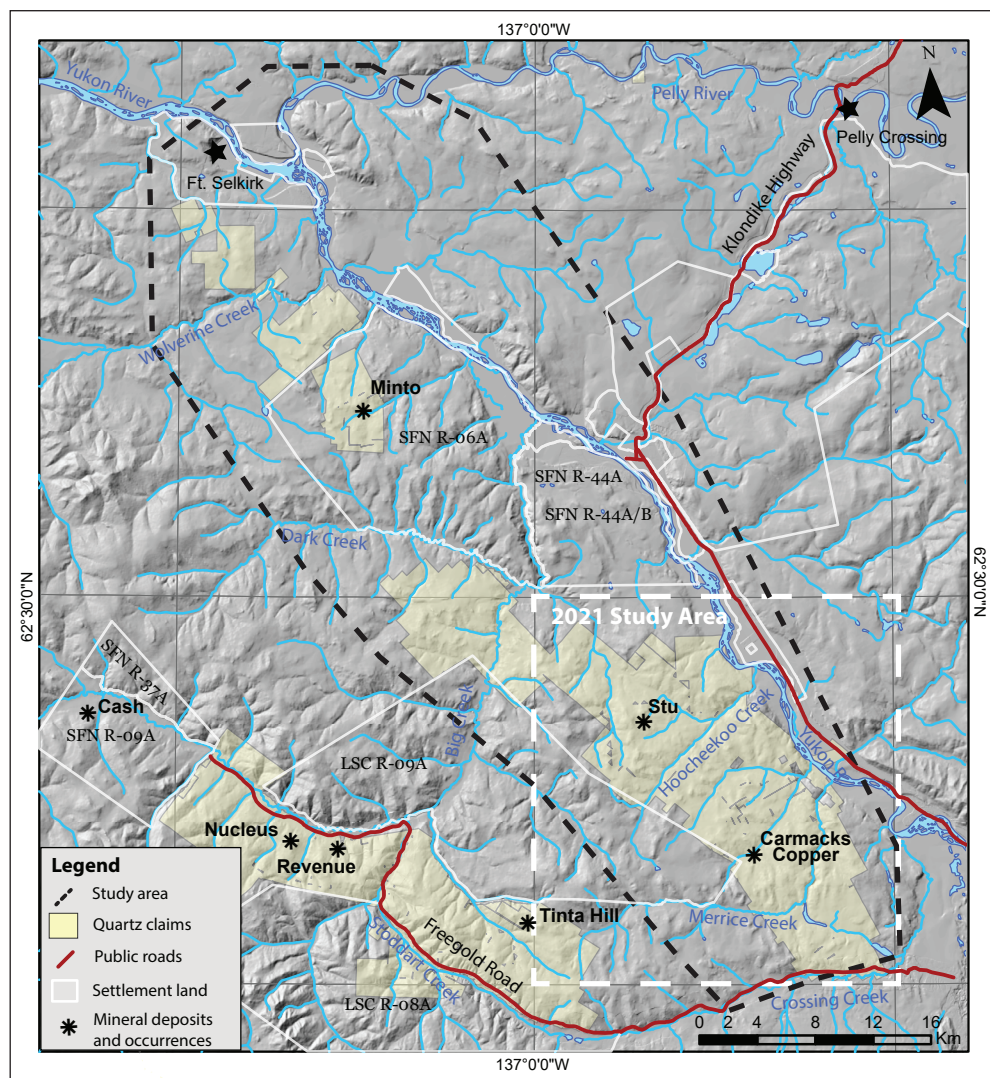 137°0'0"W
Yukon River
Pelly River
N
Pelly Crossing
Ft. Selkirk
Klondike Highway
Wolverine Creek
Minto
SFN R-06A
SFN R-44A
SFN R-44A/B
Dark Creek
62°30'0"N
62°30'0"N
2021 Study Area
SFN R-37A
Cash
SFN R-09A
Big Creek
Stu
Hoocheekoo Creek
Yukon R.
LSC R-09A
Nucleus
Revenue
Carmacks
Copper
Tinta Hill
Merrice Creek
Freegold Road
Stoddart Creek
LSC R-08A
Crossing Creek
Legend
Study area
Quartz claims
Public roads
Settlement land
Mineral deposits
and occurrences
0 2 4 8 12 16
Km
137°0'0"W